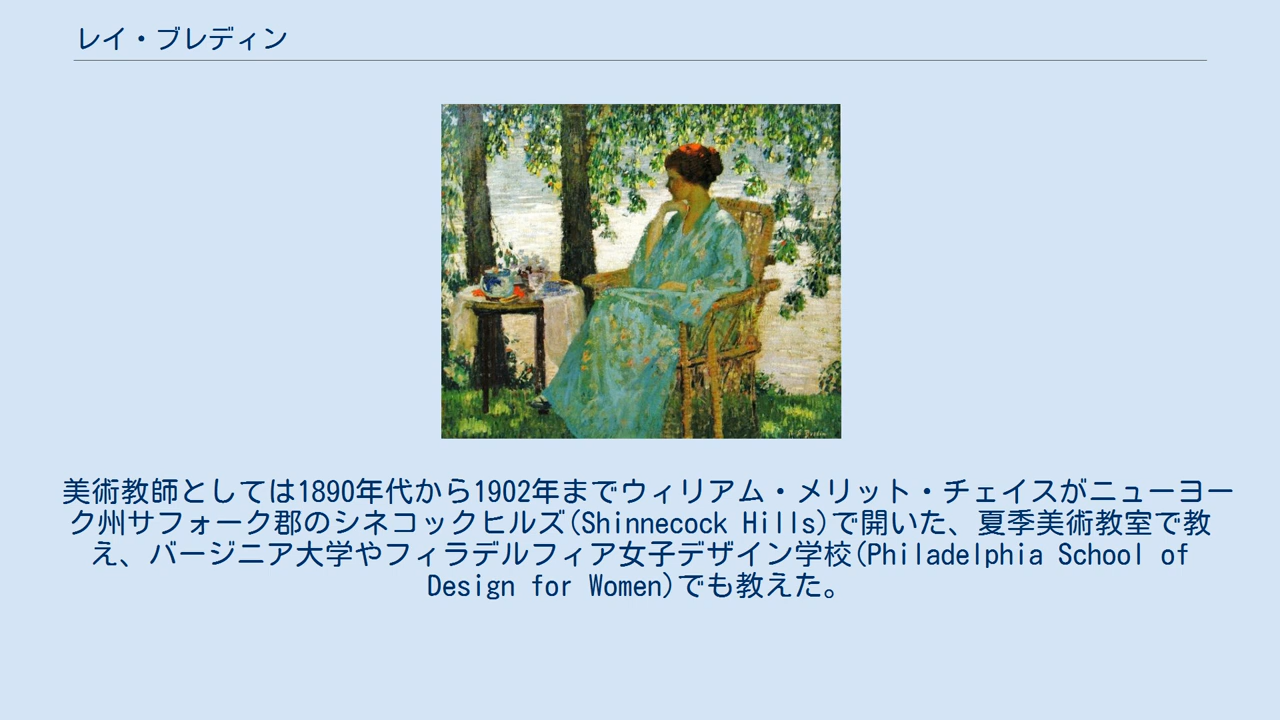 レイ・ブレディン
美術教師としては1890年代から1902年までウィリアム・メリット・チェイスがニューヨー
ク州サフォーク郡のシネコックヒルズ(Shinnecock Hills)で開いた、夏季美術教室で教
え、バージニア大学やフィラデルフィア女子デザイン学校(Philadelphia School of
Design for Women)でも教えた。